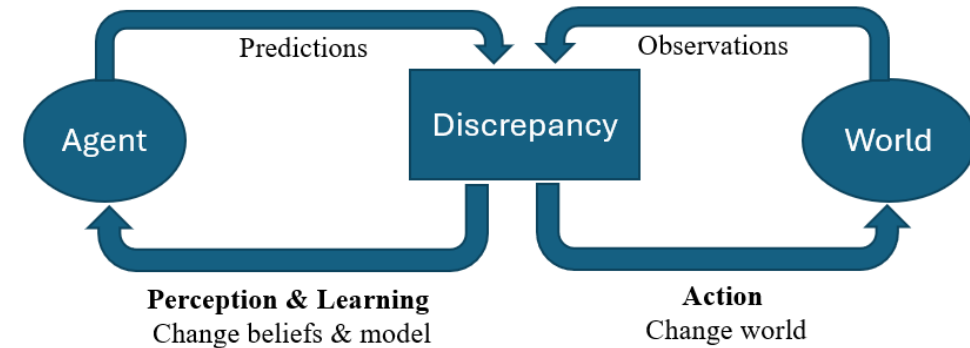 Predictions
Observations
Agent
Discrepancy
World
Perception & Learning
Change beliefs & model
Action
Change world